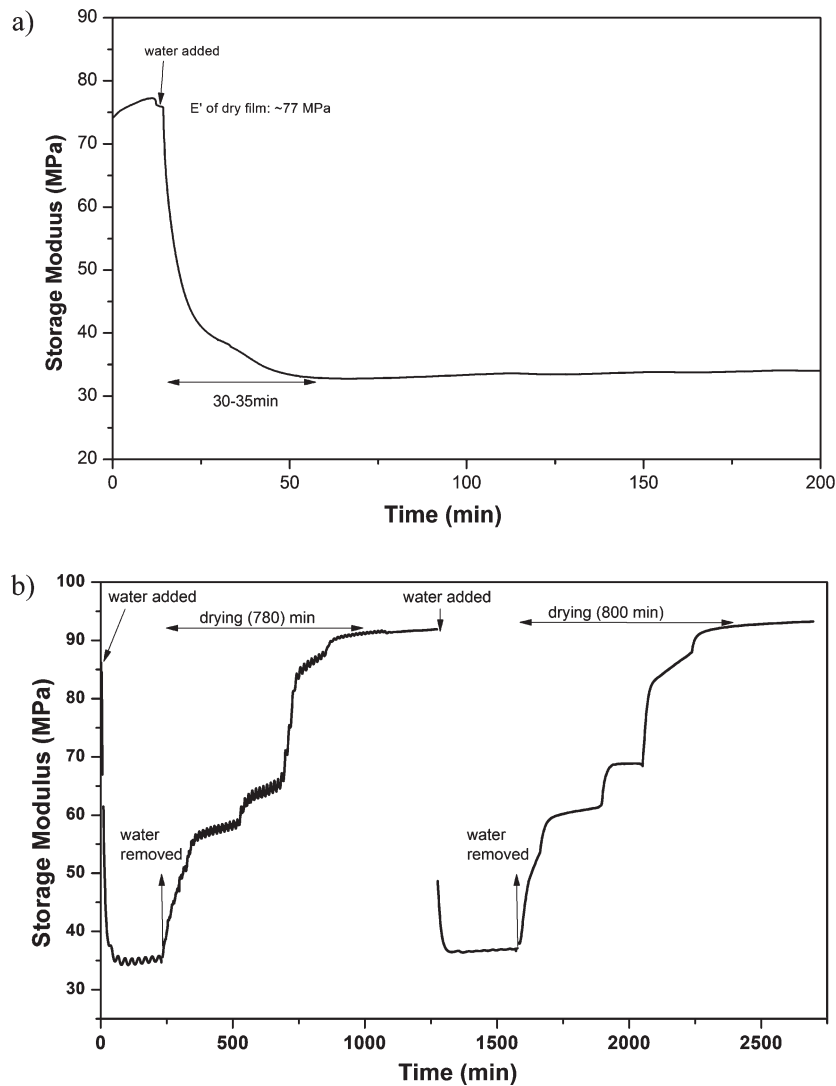 a)
90
80
70
60
50
40
30
20
Storage Moduus (MPa)
water added
E' of dry film: ~77 MPa
30-35min
0
50
100
150
200
Time (min)
b)
100
90
80
70
60
50
40
30
Storage Modulus (MPa)
water added
drying (780) min
water added
drying (800 min)
water
removed
water
removed
0
500
1000
1500
2000
2500
Time (min)